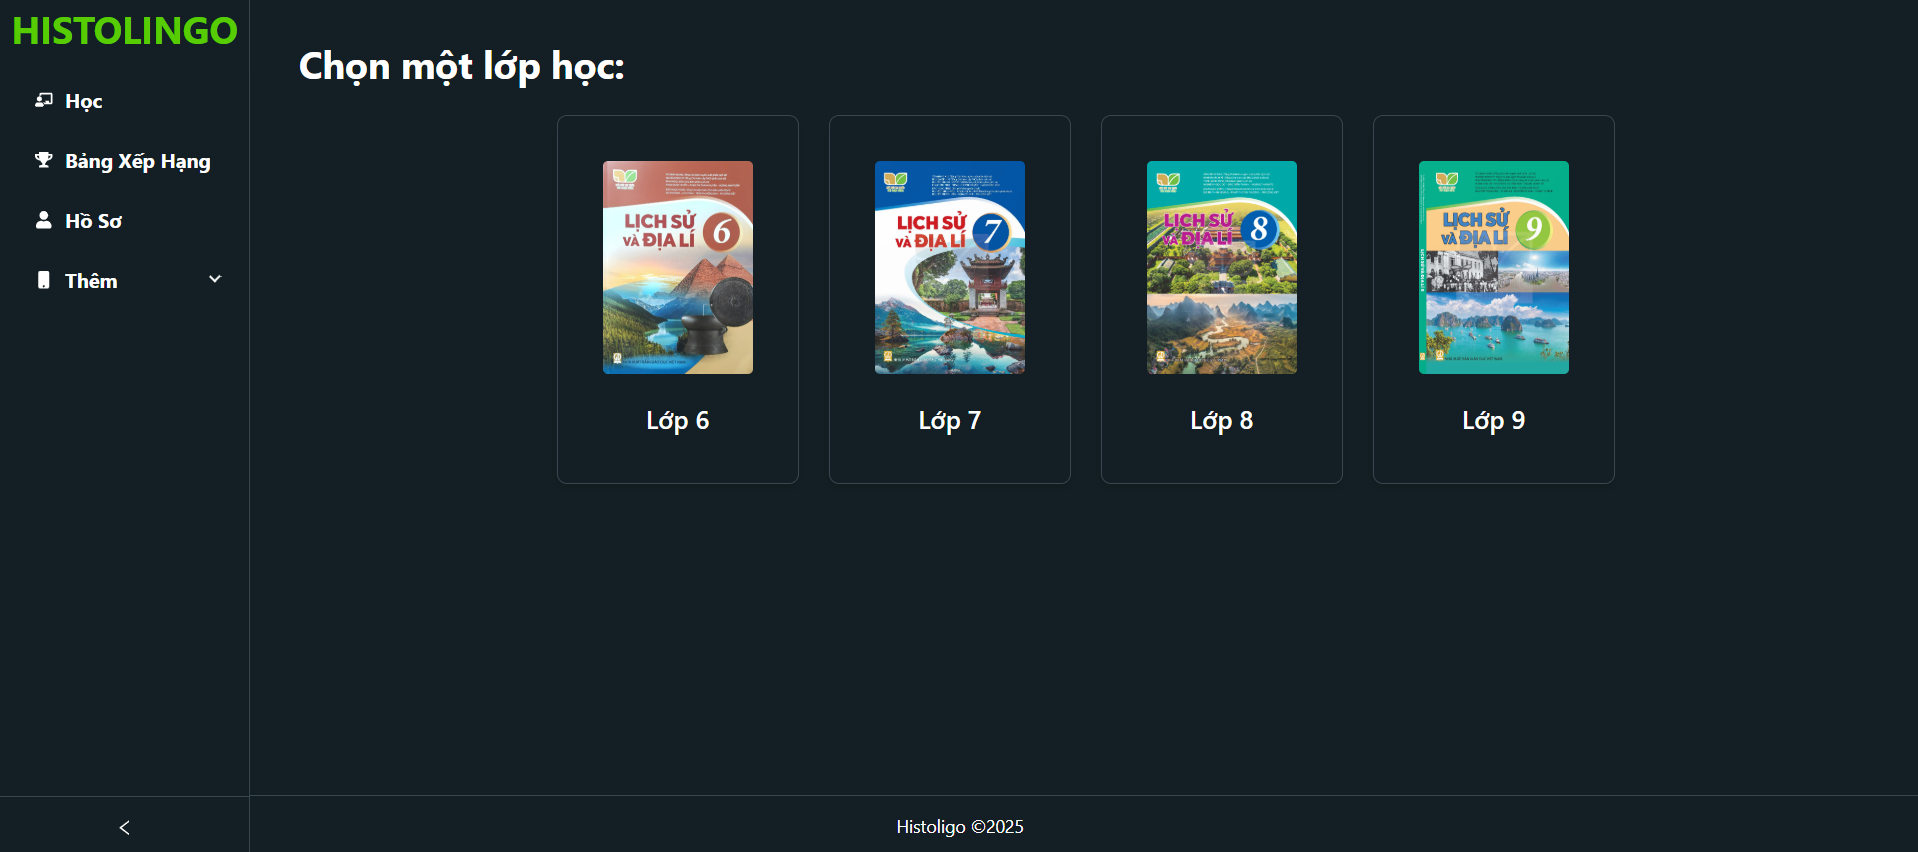 HISTOLINGO
Học
Bảng Xếp Hạng
Hồ Sơ
Thêm
Chọn một lớp học:
LỊCH SỬ
VÀ ĐỊA LÍ
6
Lớp 6
LỊCH SỬ
VÀ ĐỊA LÍ
7
Lớp 7
LỊCH SỬ
VÀ ĐỊA LÍ
8
Lớp 8
LỊCH SỬ
VÀ ĐỊA LÍ
9
Lớp 9
Histoligo ©2025